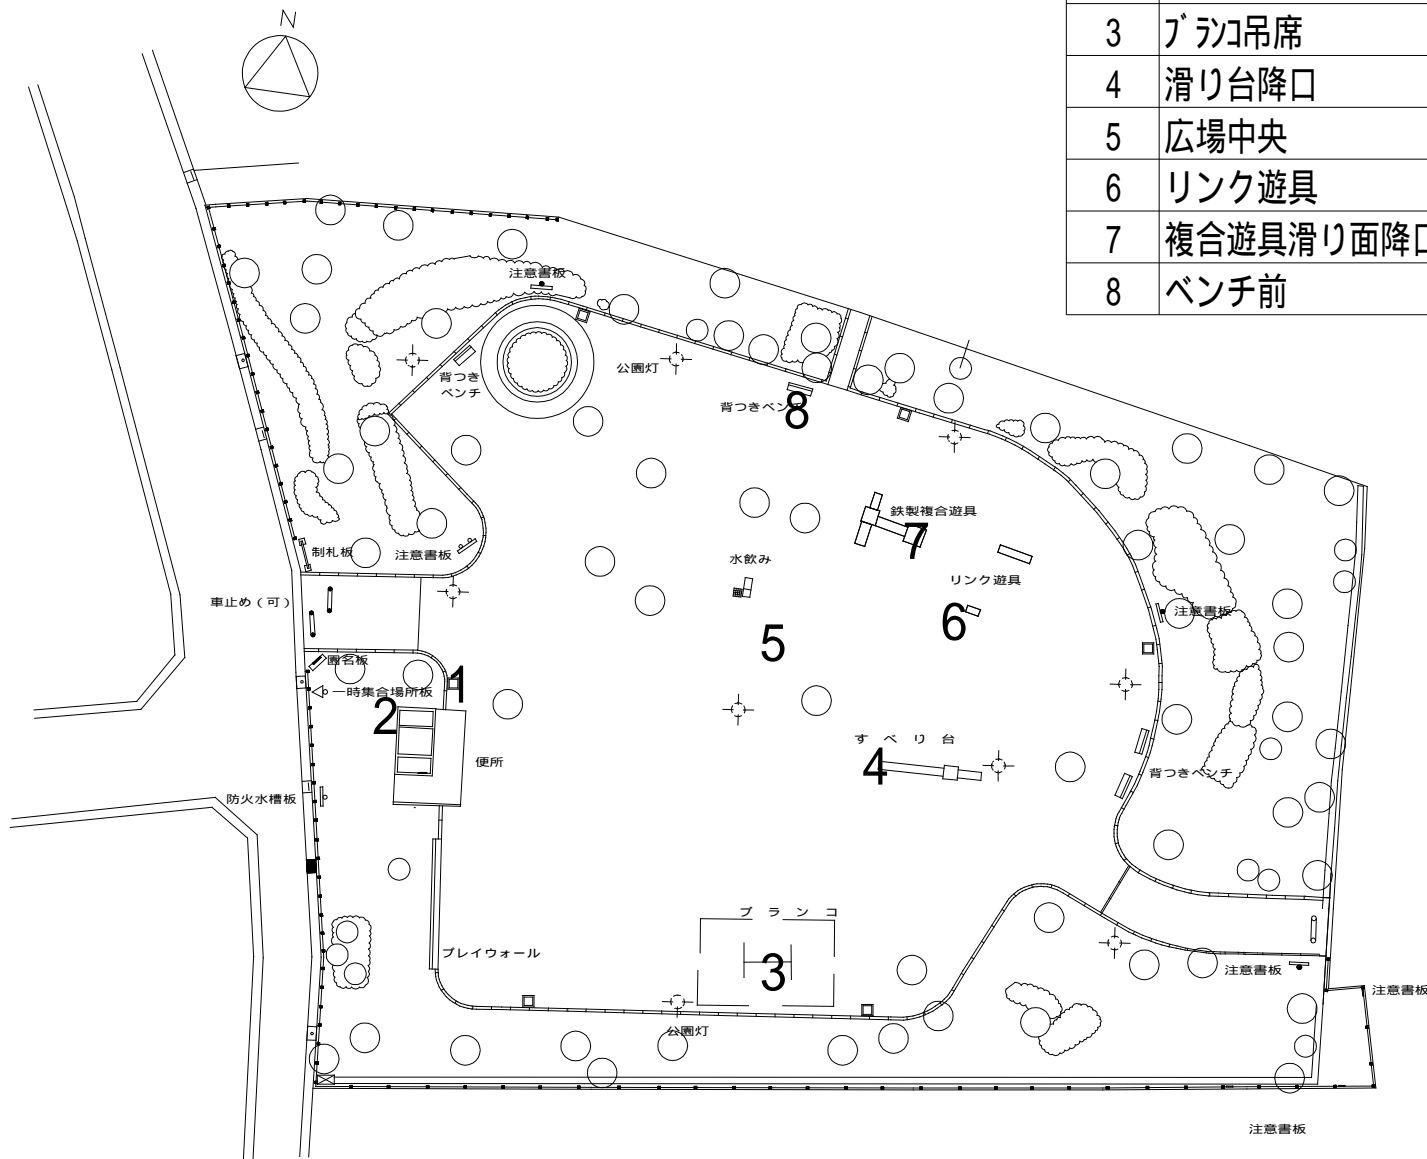 N
3 ブランコ吊席
4 滑り台降口
5 広場中央
6 リンク遊具
7 複合遊具滑り面降口
8 ベンチ前
注意書板
公園灯
背つき
ベンチ
背つきベンチ
8
鉄製複合遊具
7
制札板
注意書板
水飲み
リンク遊具
車止め(可)
6
注意書板
5
園名板
1
一時集合場所板
2
すべり台
便所
4
背つきベンチ
防火水槽板
ブランコ
プレイウォール
3
注意書板
注意書板
公園灯
注意書板